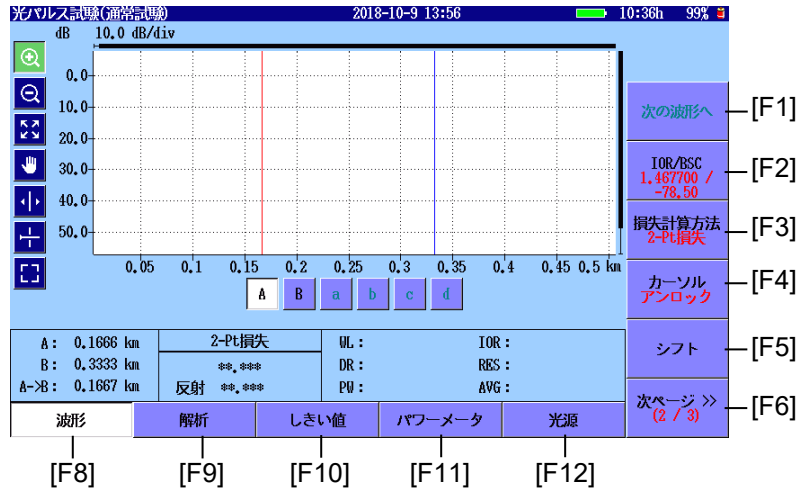 光パルス試験(通常試験) 2018-10-9 13:56 10:36h 99%
dB 10.0 dB/div
0.0
10.0
20.0
30.0
40.0
50.0
0.05 0.1 0.15 0.2 0.25 0.3 0.35 0.4 0.45 0.5 km
A B a b c d
A: 0.1666 km
B: 0.3333 km
A->B: 0.1667 km
2-Pt損失
**.***
反射 **.***
WL: IOR:
DR: RES:
PW: AVG:
波形 解析 しきい値 パワーメータ 光源
[F8] [F9] [F10] [F11] [F12]
次の波形へ [F1]
IOR/BSC
1.467700 /
-78.50
[F2]
損失計算方法
2-Pt損失
[F3]
カーソル
アンロック
[F4]
シフト [F5]
次ページ >>
(2 / 3)
[F6]